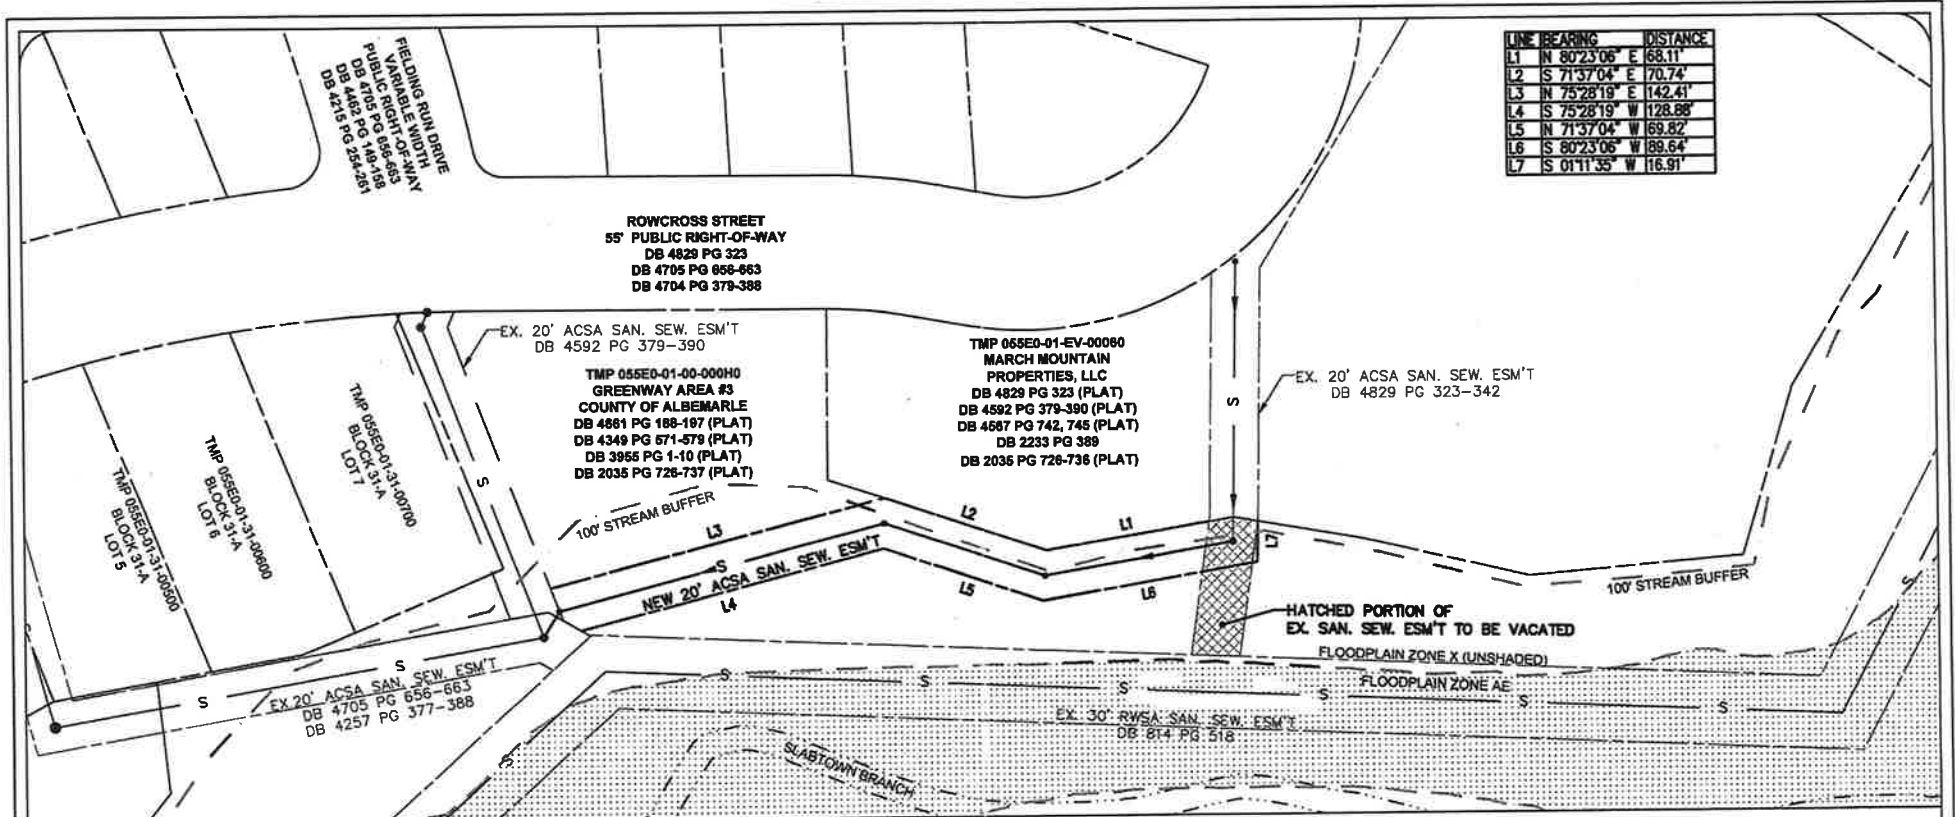 LINE BEARING DISTANCE
L1 N 80°23'06" E 68.11'
L2 S 71°37'04" E 70.74'
L3 N 75°28'19" E 142.41'
L4 S 75°28'19" W 128.88'
L5 N 71°37'04" W 69.82'
L6 S 80°23'06" W 89.64'
L7 S 01°11'35" W 16.91'
FIELDING RUN DRIVE
VARIABLE WIDTH
PUBLIC RIGHT-OF-WAY
DB 4705 PG 656-663
DB 4462 PG 149-158
DB 4215 PG 254-261
ROWCROSS STREET
55' PUBLIC RIGHT-OF-WAY
DB 4829 PG 323
DB 4705 PG 656-663
DB 4704 PG 379-388
EX. 20' ACSA SAN. SEW. ESM'T
DB 4592 PG 379-390
TMP 055E0-01-00-000H0
GREENWAY AREA #3
COUNTY OF ALBEMARLE
DB 4661 PG 188-197 (PLAT)
DB 4349 PG 571-579 (PLAT)
DB 3955 PG 1-10 (PLAT)
DB 2035 PG 726-737 (PLAT)
TMP 055E0-01-EV-00060
MARCH MOUNTAIN
PROPERTIES, LLC
DB 4829 PG 323 (PLAT)
DB 4592 PG 379-390 (PLAT)
DB 4567 PG 742, 745 (PLAT)
DB 2233 PG 389
DB 2035 PG 726-736 (PLAT)
S
EX. 20' ACSA SAN. SEW. ESM'T
DB 4829 PG 323-342
TMP 055E0-01-31-00700
BLOCK 31-A
LOT 7
TMP 055E0-01-31-00600
BLOCK 31-A
LOT 6
TMP 055E0-01-31-00500
BLOCK 31-A
LOT 5
S
100' STREAM BUFFER
L3
L2
L1
L7
S
NEW 20' ACSA SAN. SEW. ESM'T
L4
L5
L6
100' STREAM BUFFER
S
HATCHED PORTION OF
EX. SAN. SEW. ESM'T TO BE VACATED
FLOODPLAIN ZONE X (UNSHADED)
FLOODPLAIN ZONE AE
S
S
EX.20' ACSA SAN. SEW. ESM'T
DB 4705 PG 656-663
DB 4257 PG 377-388
S
S
S
S
S
S
S
EX. 30' RWSA SAN. SEW. ESM'T
DB 814 PG 518
SLABTOWN BRANCH